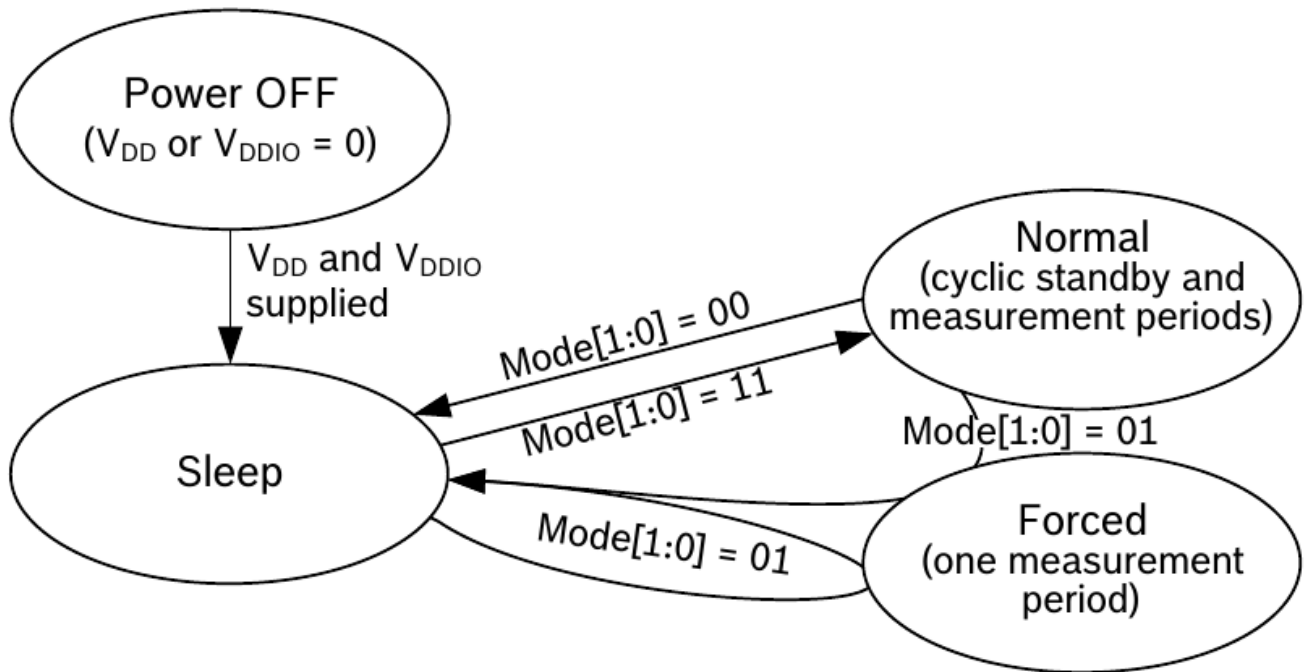 Power OFF
(VDD or VDDIO = 0)
VDD and VDDIO
supplied
Normal
(cyclic standby and
measurement periods)
Mode[1:0] = 00
Mode[1:0] = 11
Mode[1:0] = 01
Sleep
Mode[1:0] = 01
Forced
(one measurement
period)